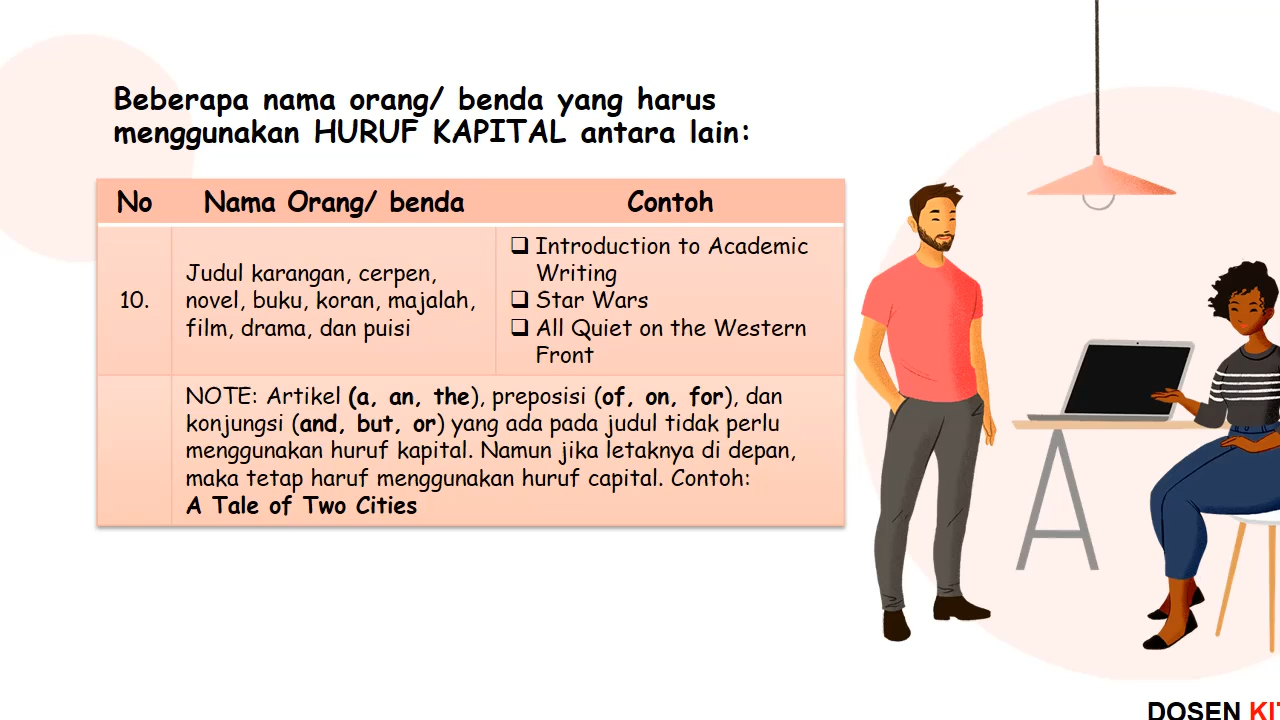 Beberapa nama orang/ benda yang harus
menggunakan HURUF KAPITAL antara lain:
No Nama Orang/ benda Contoh
10.
Judul karangan, cerpen,
novel, buku, koran, majalah,
film, drama, dan puisi
❑ Introduction to Academic
Writing
❑ Star Wars
❑ All Quiet on the Western
Front
NOTE: Artikel (a, an, the), preposisi (of, on, for), dan
konjungsi (and, but, or) yang ada pada judul tidak perlu
menggunakan huruf kapital. Namun jika letaknya di depan,
maka tetap haruf menggunakan huruf capital. Contoh:
A Tale of Two Cities
DOSEN